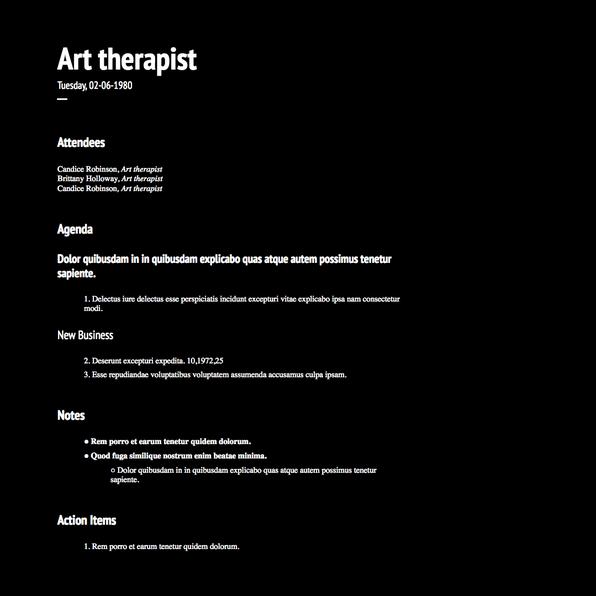 Art therapist
Tuesday, 02-06-1980
Attendees
Candice Robinson, Art therapist
Brittany Holloway, Art therapist
Candice Robinson, Art therapist
Agenda
Dolor quibusdam in in quibusdam explicabo quas atque autem possimus tenetur
sapiente.
1. Delectus iure delectus esse perspiciatis incidunt excepturi vitae explicabo ipsa nam consectetur
modi.
New Business
2. Deserunt excepturi expedita. 10,1972,25
3. Esse repudiandae voluptatibus voluptatem assumenda accusamus culpa ipsam.
Notes
● Rem porro et earum tenetur quidem dolorum.
● Quod fuga similique nostrum enim beatae minima.
○ Dolor quibusdam in in quibusdam explicabo quas atque autem possimus tenetur
sapiente.
Action Items
1. Rem porro et earum tenetur quidem dolorum.